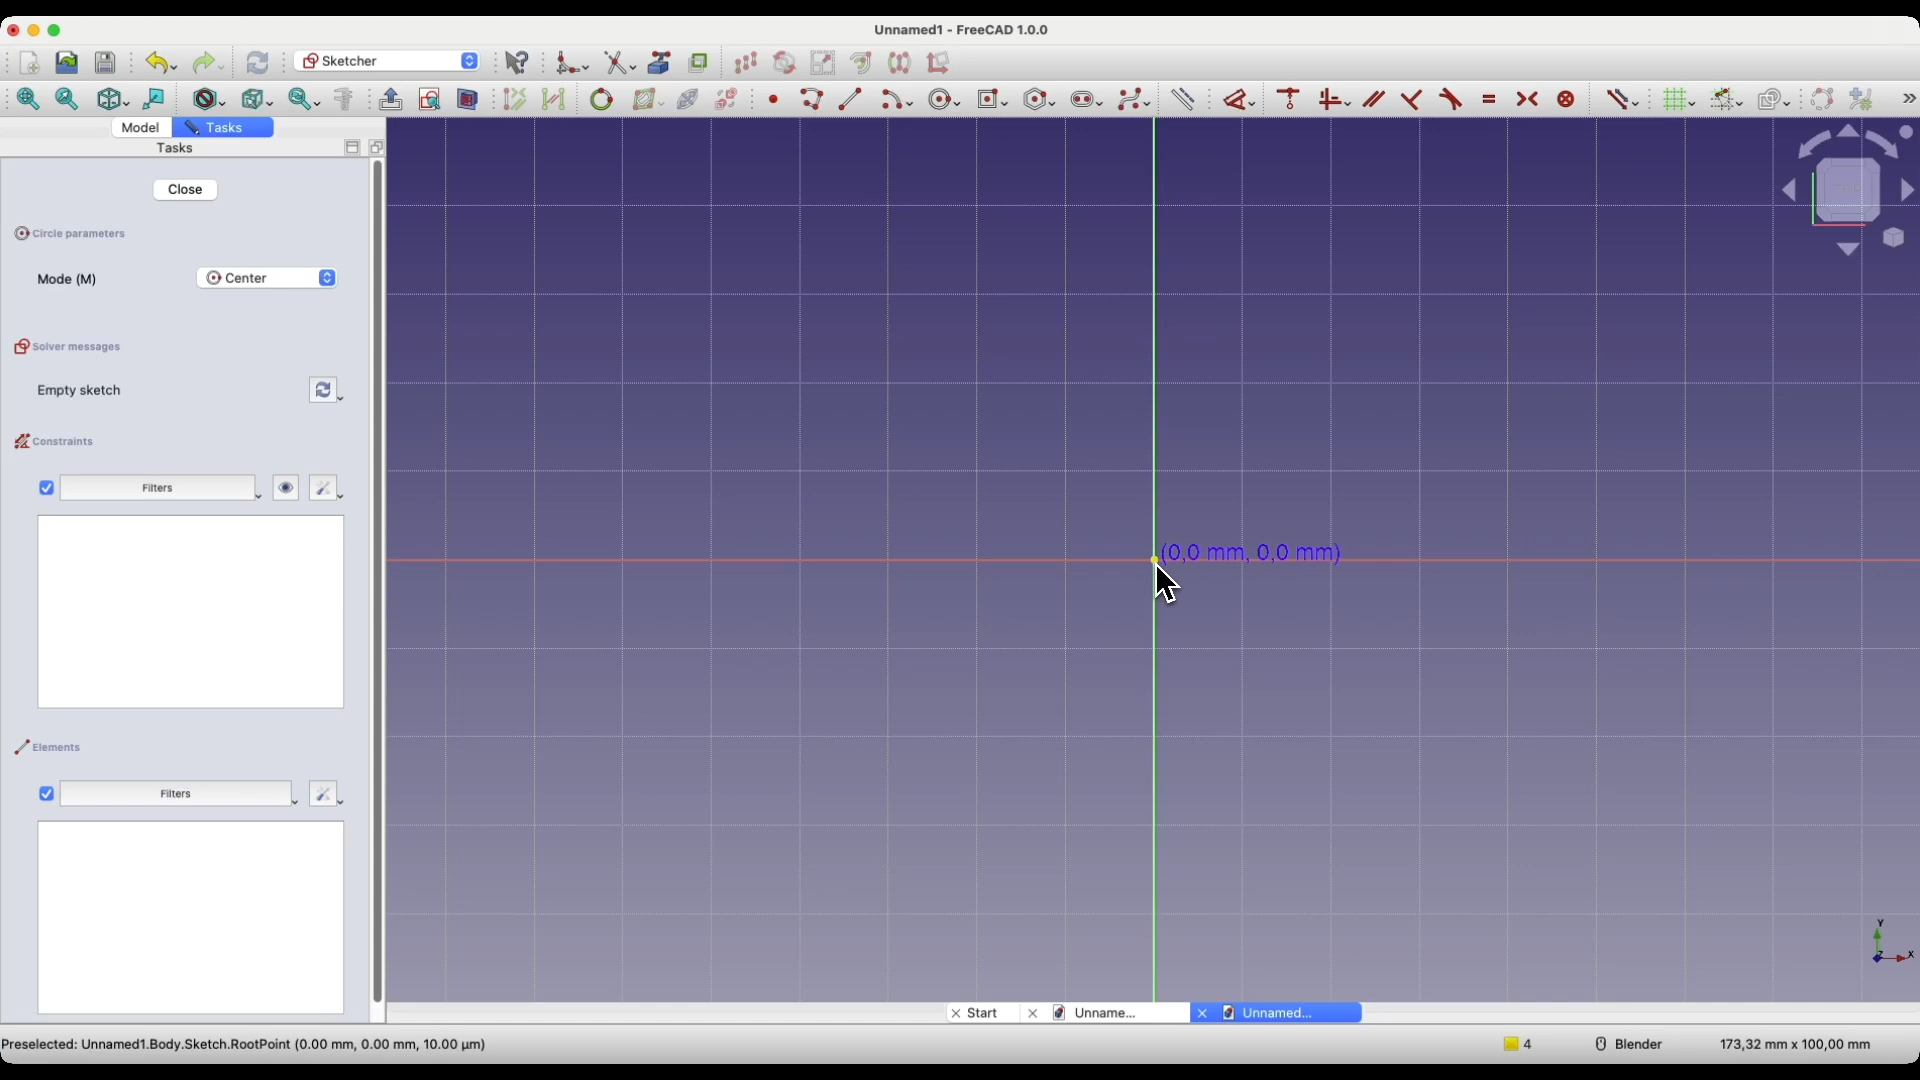 Unnamed1 - FreeCAD 1.0.0
Sketcher
Model
Tasks
Tasks
Close
Circle parameters
Mode (M)
Center
Solver messages
Empty sketch
Constraints
Filters
Elements
Filters
(0,0 mm, 0,0 mm)
Y
Z
X
Start
Unname...
Unnamed...
Preselected: Unnamed1.Body.Sketch.RootPoint (0.00 mm, 0.00 mm, 10.00 µm)
4
Blender
173,32 mm x 100,00 mm